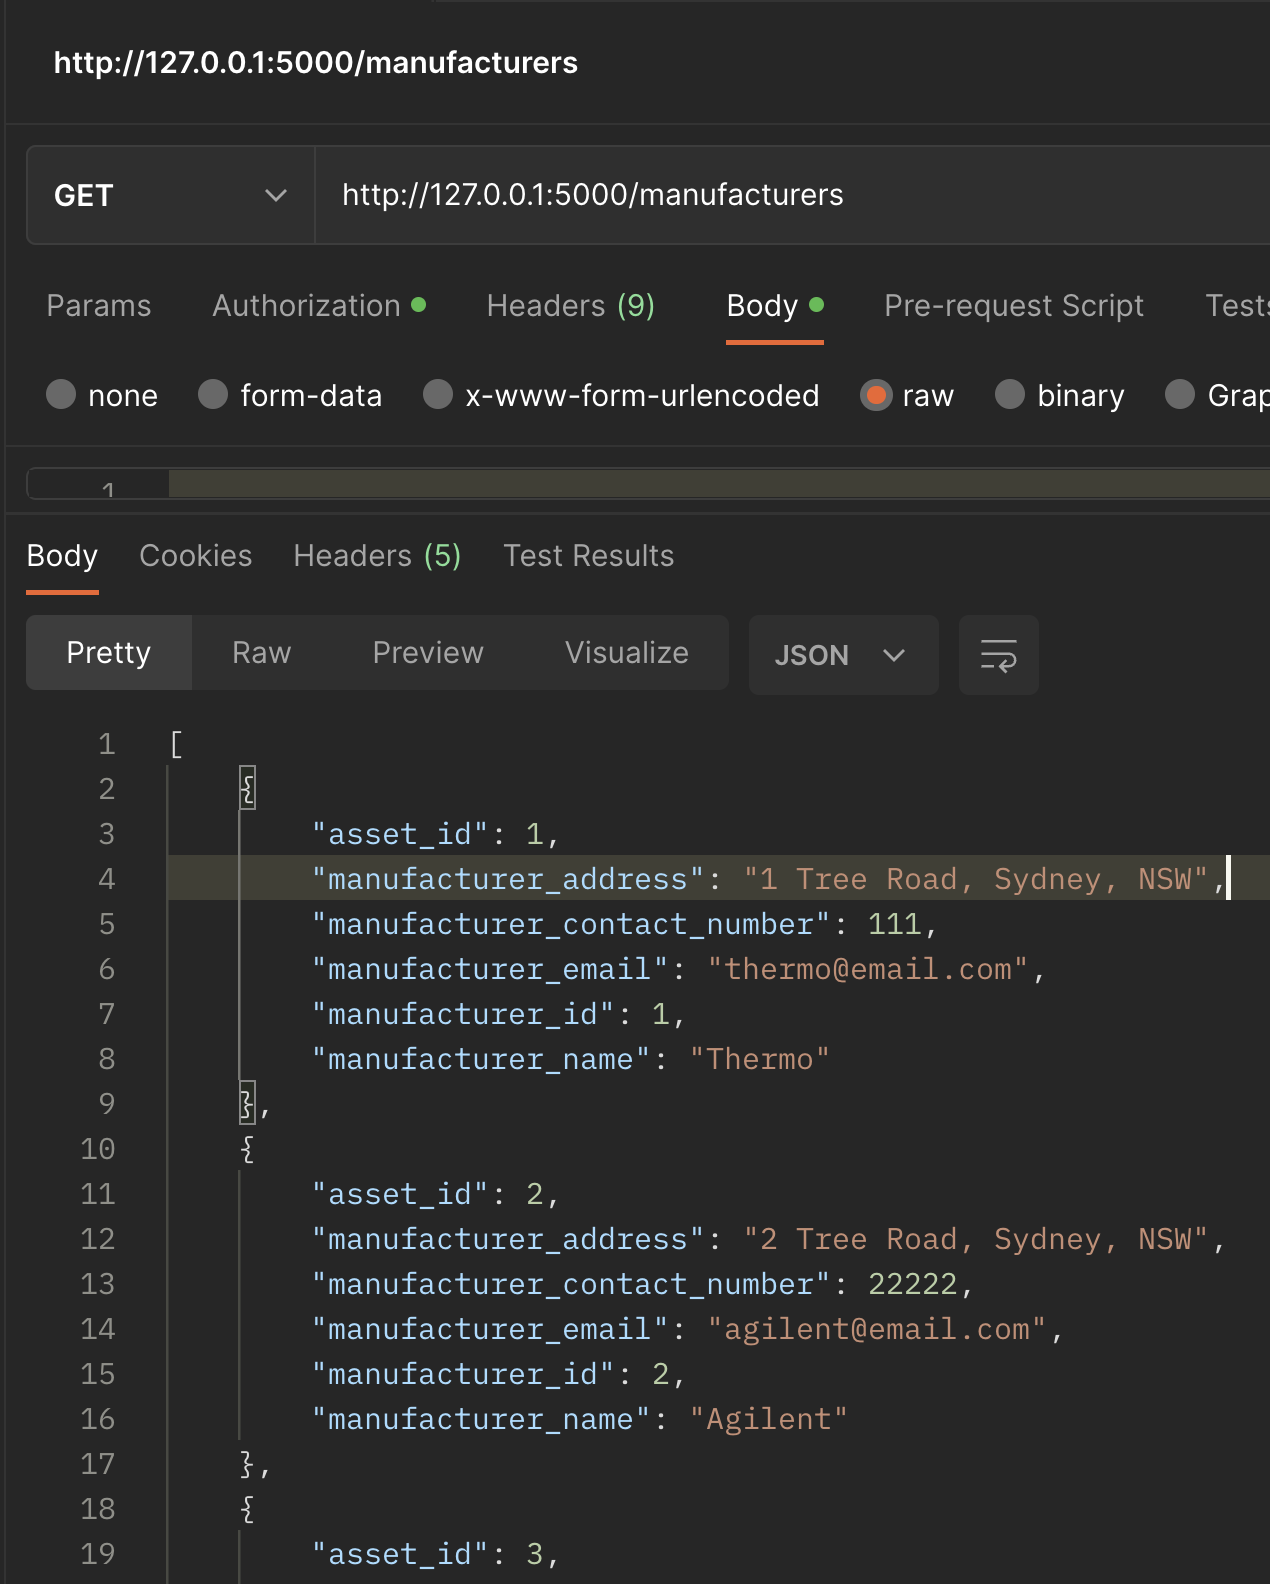 http://127.0.0.1:5000/manufacturers
GET http://127.0.0.1:5000/manufacturers
Params Authorization Headers (9) Body Pre-request Script Tests
none form-data x-www-form-urlencoded raw binary
1
Body Cookies Headers (5) Test Results
Pretty Raw Preview Visualize JSON
1 [
2 {
3 "asset_id": 1,
4 "manufacturer_address": "1 Tree Road, Sydney, NSW",
5 "manufacturer_contact_number": 111,
6 "manufacturer_email": "thermo@email.com",
7 "manufacturer_id": 1,
8 "manufacturer_name": "Thermo"
9 },
10 {
11 "asset_id": 2,
12 "manufacturer_address": "2 Tree Road, Sydney, NSW",
13 "manufacturer_contact_number": 22222,
14 "manufacturer_email": "agilent@email.com",
15 "manufacturer_id": 2,
16 "manufacturer_name": "Agilent"
17 },
18 {
19 "asset_id": 3,